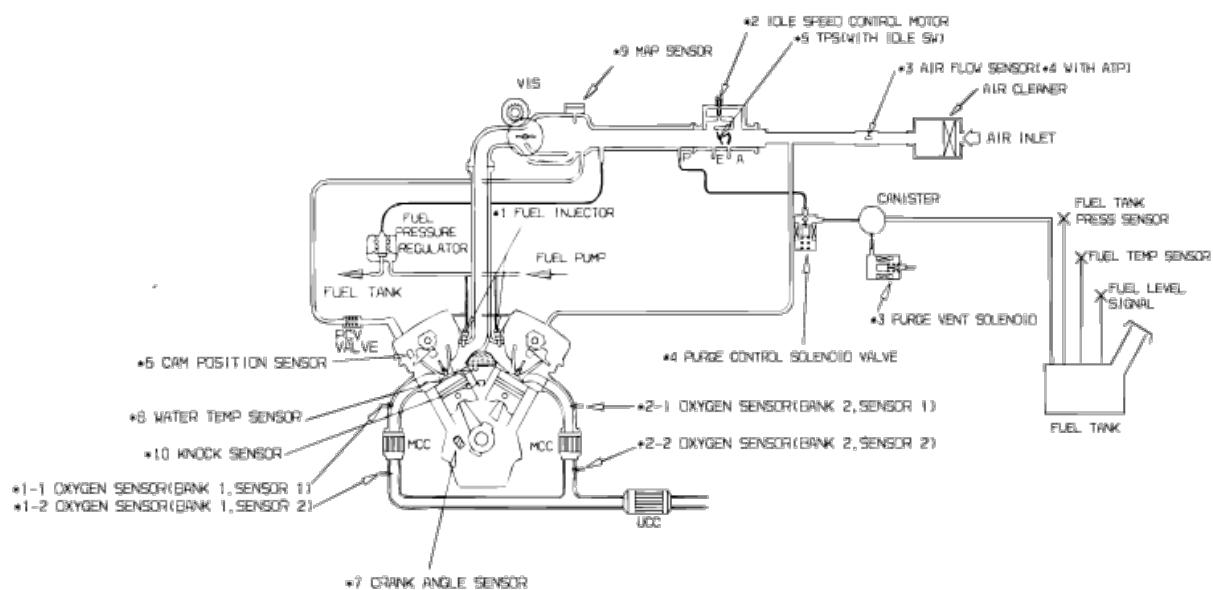 *2 IDLE SPEED CONTROL MOTOR
*5 TPS(WITH IDLE SW)
*9 MAP SENSOR
*3 AIR FLOW SENSOR(*4 WITH ATP)
VIS
AIR CLEANER
AIR INLET
P
E
A
CANISTER
FUEL
PRESSURE
REGULATOR
*1 FUEL INJECTOR
FUEL TANK
PRESS SENSOR
FUEL PUMP
FUEL TEMP SENSOR
FUEL TANK
FUEL LEVEL
SIGNAL
*3 PURGE VENT SOLENOID
PCV
VALVE
*4 PURGE CONTROL SOLENOID VALVE
*6 CAM POSITION SENSOR
*8 WATER TEMP SENSOR
*2-1 OXYGEN SENSOR(BANK 2,SENSOR 1)
FUEL TANK
MCC
MCC
*2-2 OXYGEN SENSOR(BANK 2,SENSOR 2)
*10 KNOCK SENSOR
*1-1 OXYGEN SENSOR(BANK 1,SENSOR 1)
*1-2 OXYGEN SENSOR(BANK 1,SENSOR 2)
UCC
*7 CRANK ANGLE SENSOR